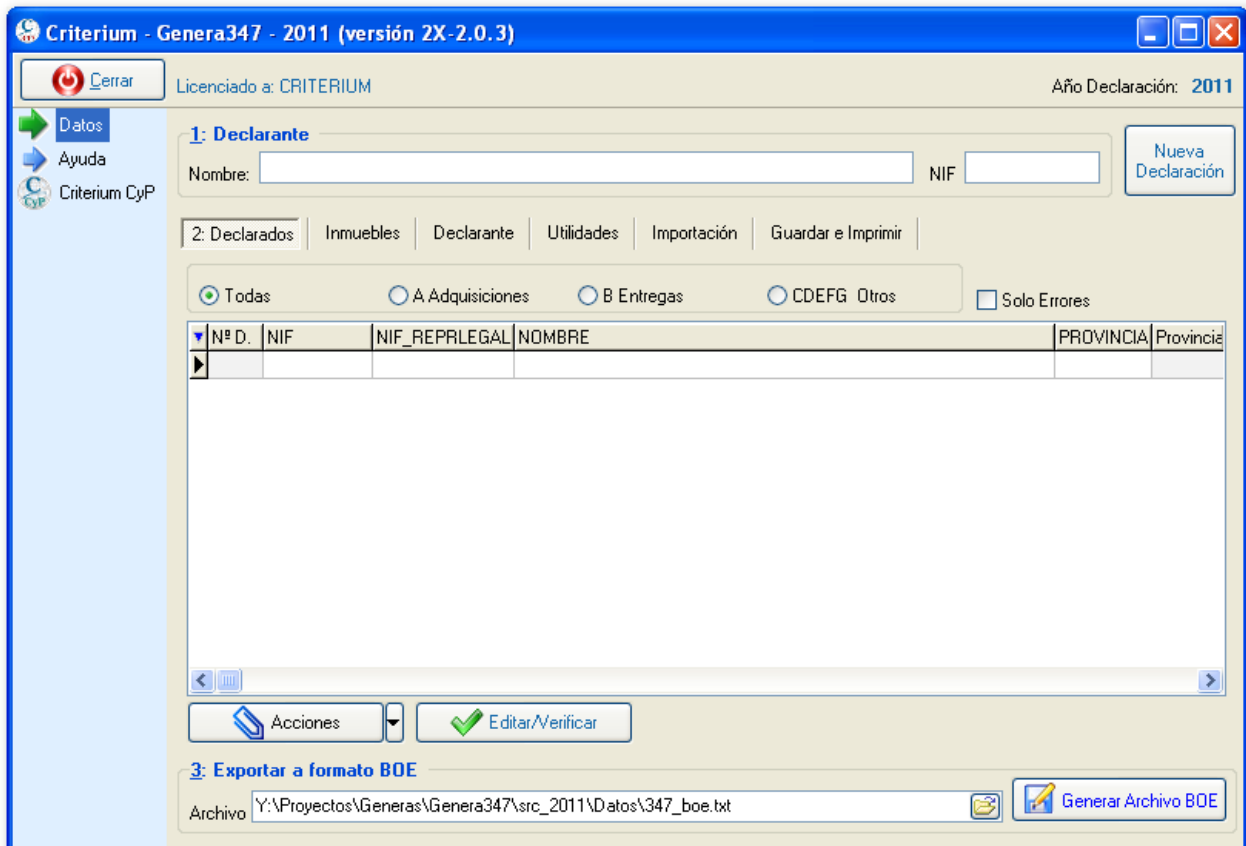 Criterium - Genera347 - 2011 (versión 2X-2.0.3)
Cerrar
Licenciado a: CRITERIUM
Año Declaración: 2011
Datos
Ayuda
Criterium CyP
1: Declarante
Nombre:
NIF
Nueva
Declaración
2: Declarados
Inmuebles
Declarante
Utilidades
Importación
Guardar e Imprimir
Todas
A Adquisiciones
B Entregas
CDEFG Otros
Solo Errores
Nº D. NIF NIF_REPRLEGAL NOMBRE PROVINCIA Provincia
Acciones
Editar/Verificar
3: Exportar a formato BOE
Archivo Y:\Proyectos\Generas\Genera347\src_2011\Datos\347_boe.txt
Generar Archivo BOE